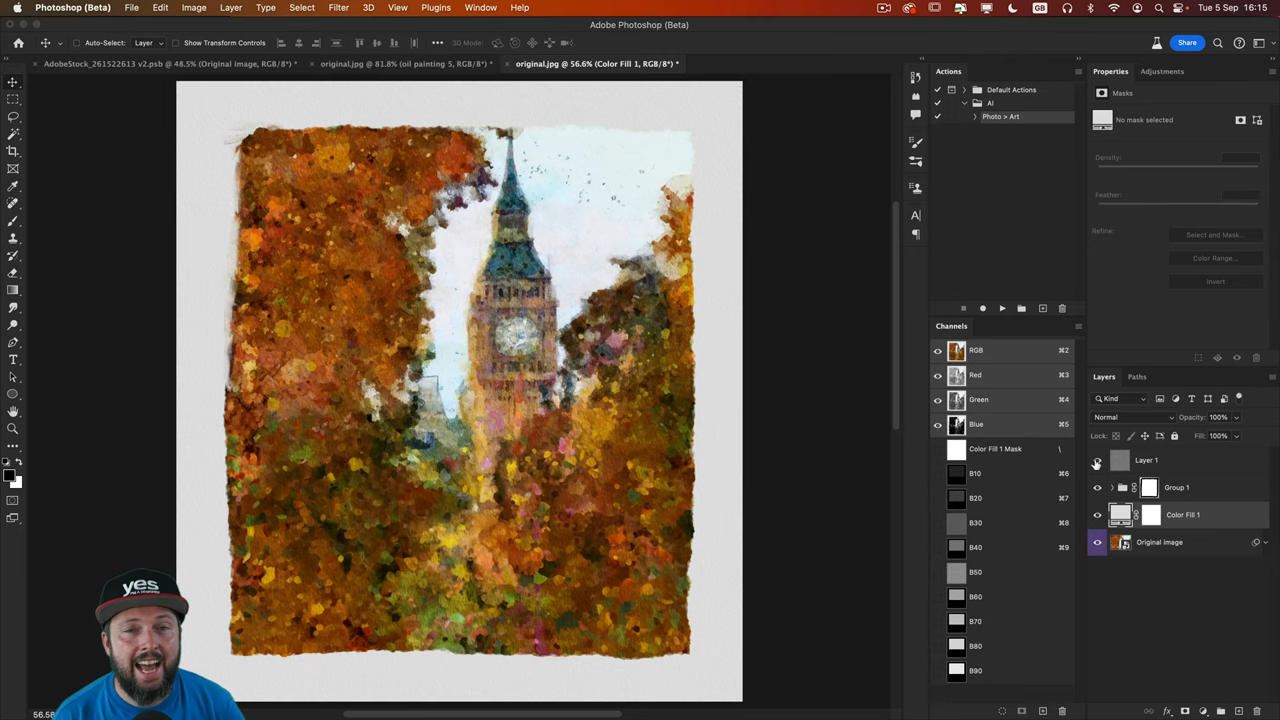 Photoshop (Beta) File Edit Image Layer Type Select Filter 3D View Plugins Window Help GB Tue 5 Sep 16:15
Adobe Photoshop (Beta)
Auto-Select: Layer Show Transform Controls 3D Mode: Share
AdobeStock_261522613 v2.psb @ 48.5% (Original image, RGB/8*) * original.jpg @ 81.8% (oil painting 5, RGB/8*) * original.jpg @ 56.6% (Color Fill 1, RGB/8*) *
Actions
Default Actions
AI
Photo > Art
Channels
RGB ⌘2
Red ⌘3
Green ⌘4
Blue ⌘5
Color Fill 1 Mask \
B10 ⌘6
B20 ⌘7
B30 ⌘8
B40 ⌘9
B50
B60
B70
B80
B90
Properties Adjustments
Masks
No mask selected
Density:
Feather:
Refine: Select and Mask...
Color Range...
Invert
Layers Paths
Kind
Normal Opacity: 100%
Lock: Fill: 100%
Layer 1
Group 1
Color Fill 1
Original image
yes